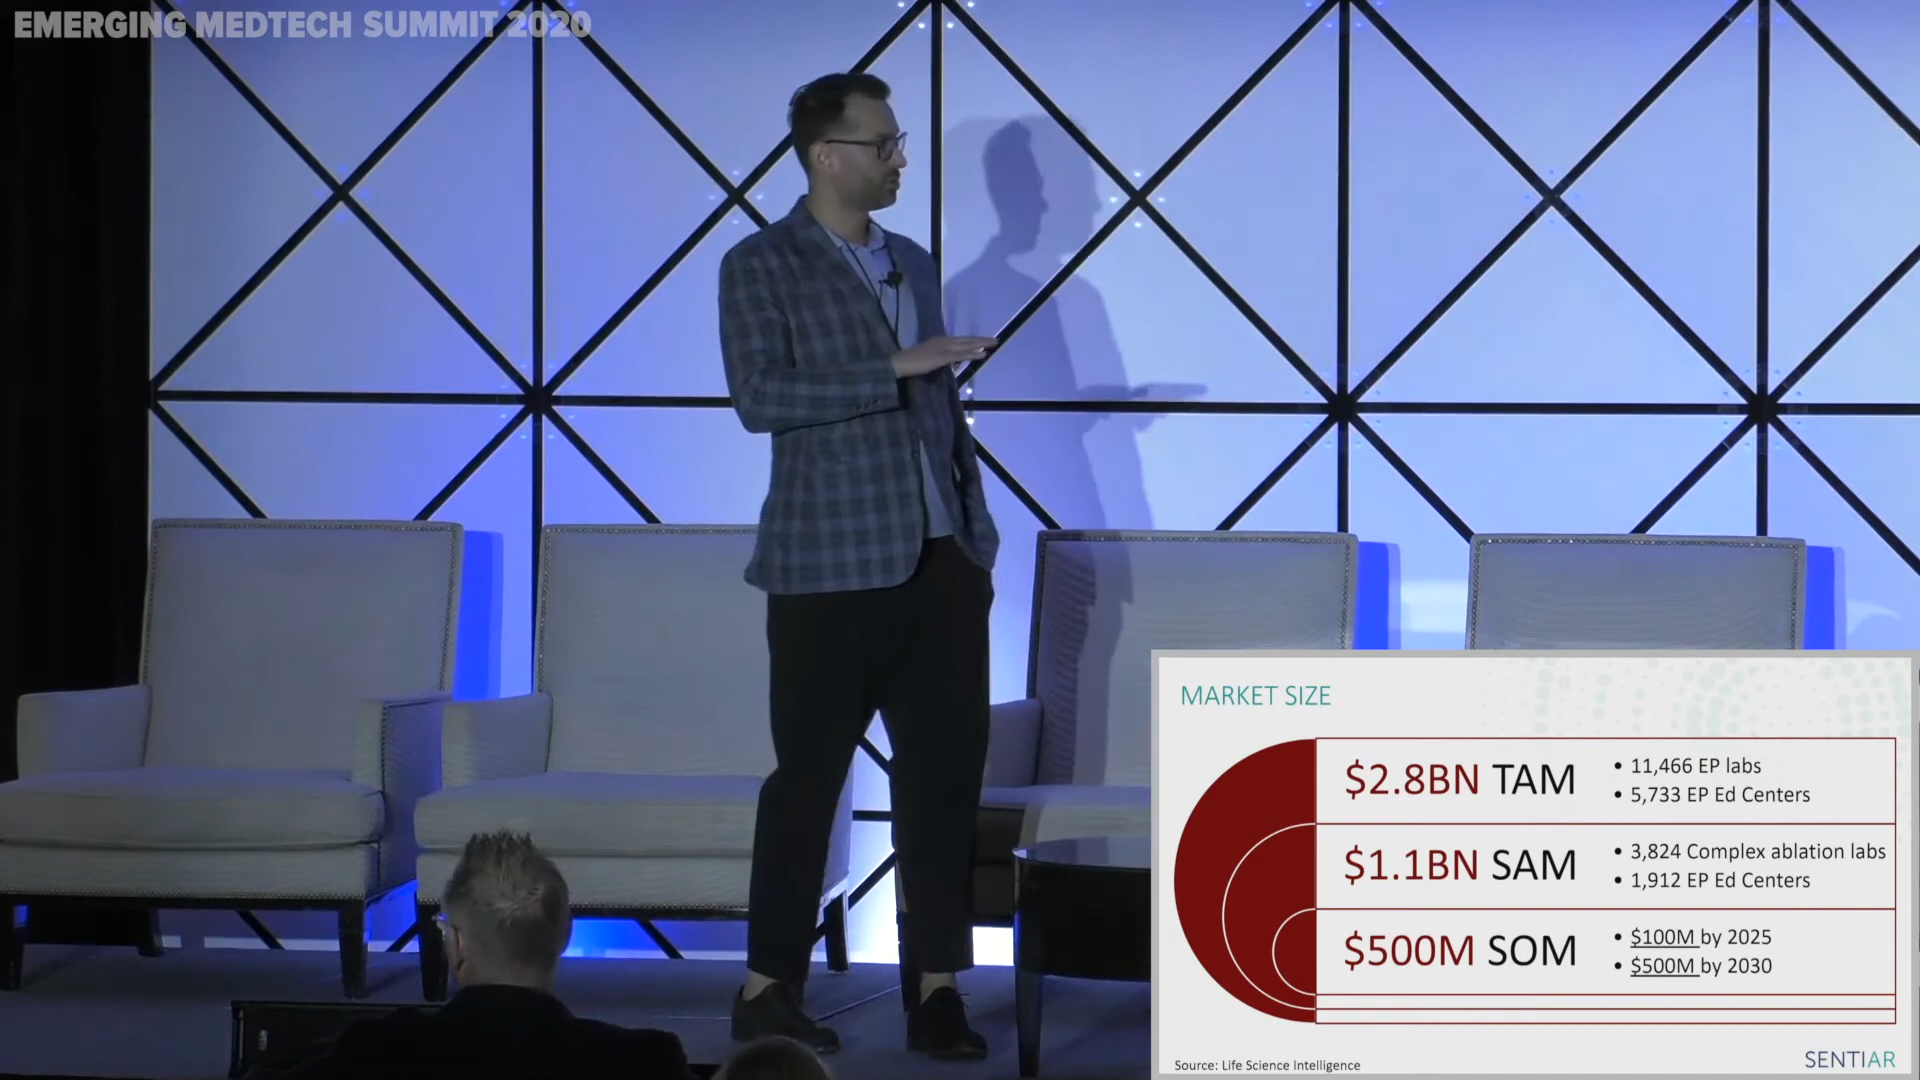 EMERGING MEDTECH SUMMIT 2020
MARKET SIZE
$2.8BN TAM
• 11,466 EP labs
• 5,733 EP Ed Centers
$1.1BN SAM
• 3,824 Complex ablation labs
• 1,912 EP Ed Centers
$500M SOM
• $100M by 2025
• $500M by 2030
Source: Life Science Intelligence
SENTIAR